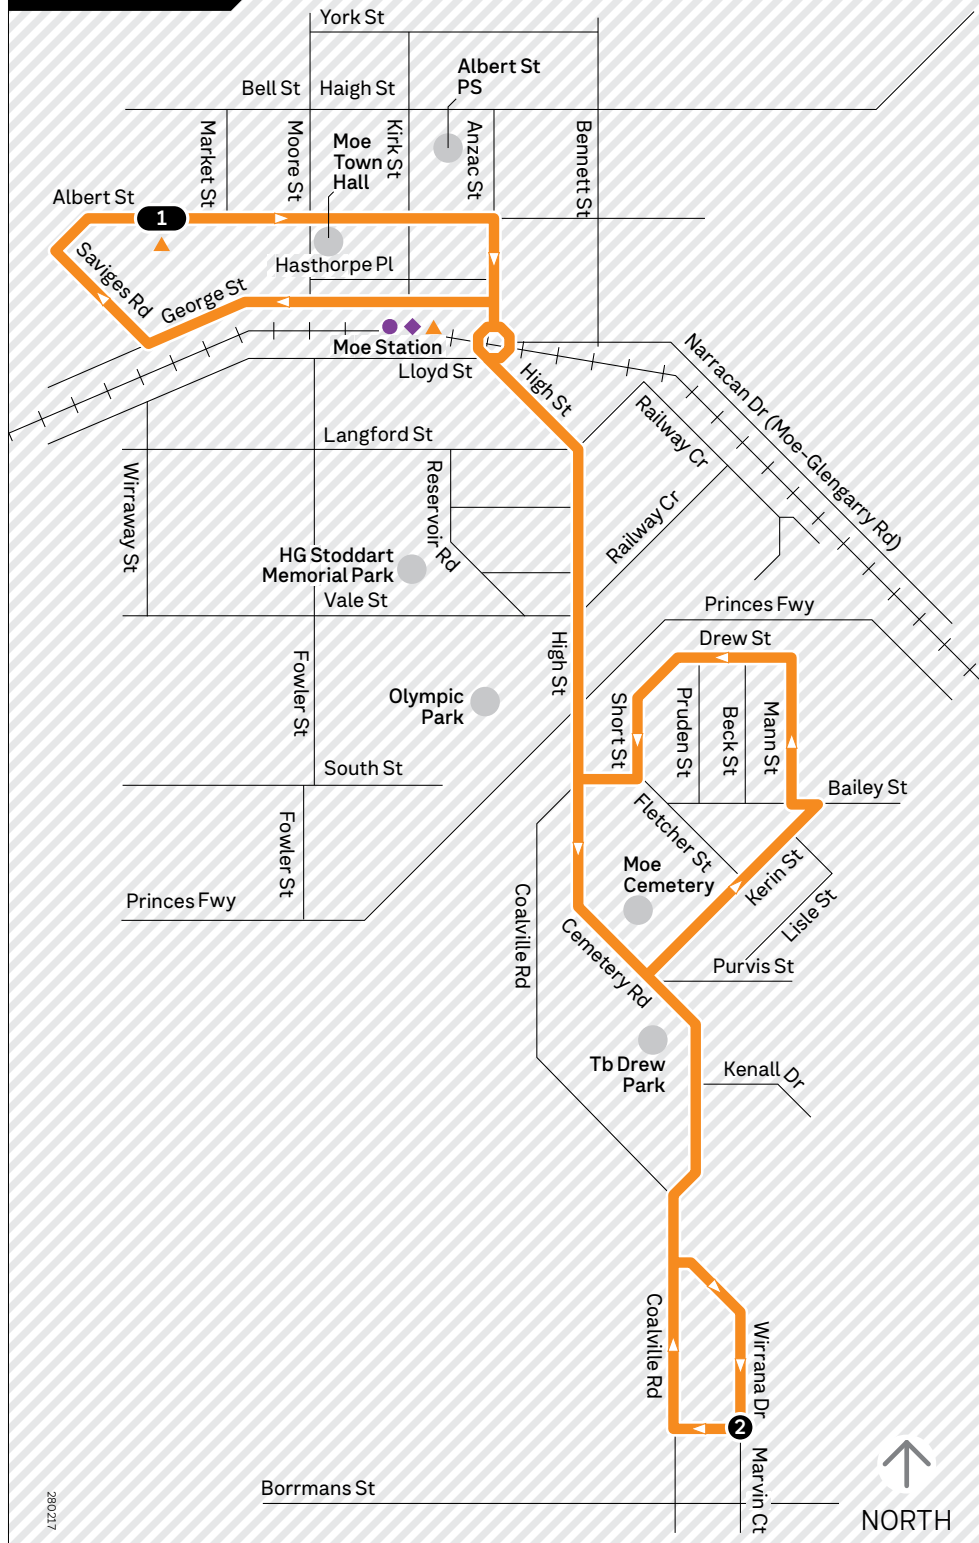 York St
Albert St
PS
Bell St
Haigh St
Market St
Moore St
Moe
Town
Hall
Kirk St
Anzac St
Bennett St
Albert St
1
Saviges Rd
George St
Hasthorpe Pl
Moe Station
Lloyd St
High St
Narracan Dr (Moe-Glengarry Rd)
Railway Cr
Langford St
Wirraway St
Reservoir Rd
Railway Cr
HG Stoddart
Memorial Park
Vale St
Princes Fwy
Drew St
High St
Fowler St
Olympic
Park
Short St
Pruden St
Beck St
Mann St
South St
Bailey St
Fowler St
Fletcher St
Moe
Cemetery
Kerin St
Lisle St
Princes Fwy
Coalville Rd
Cemetery Rd
Purvis St
Tb Drew
Park
Kenall Dr
Coalville Rd
Wirrana Dr
2
Marvin Ct
Borrmans St
280217
NORTH